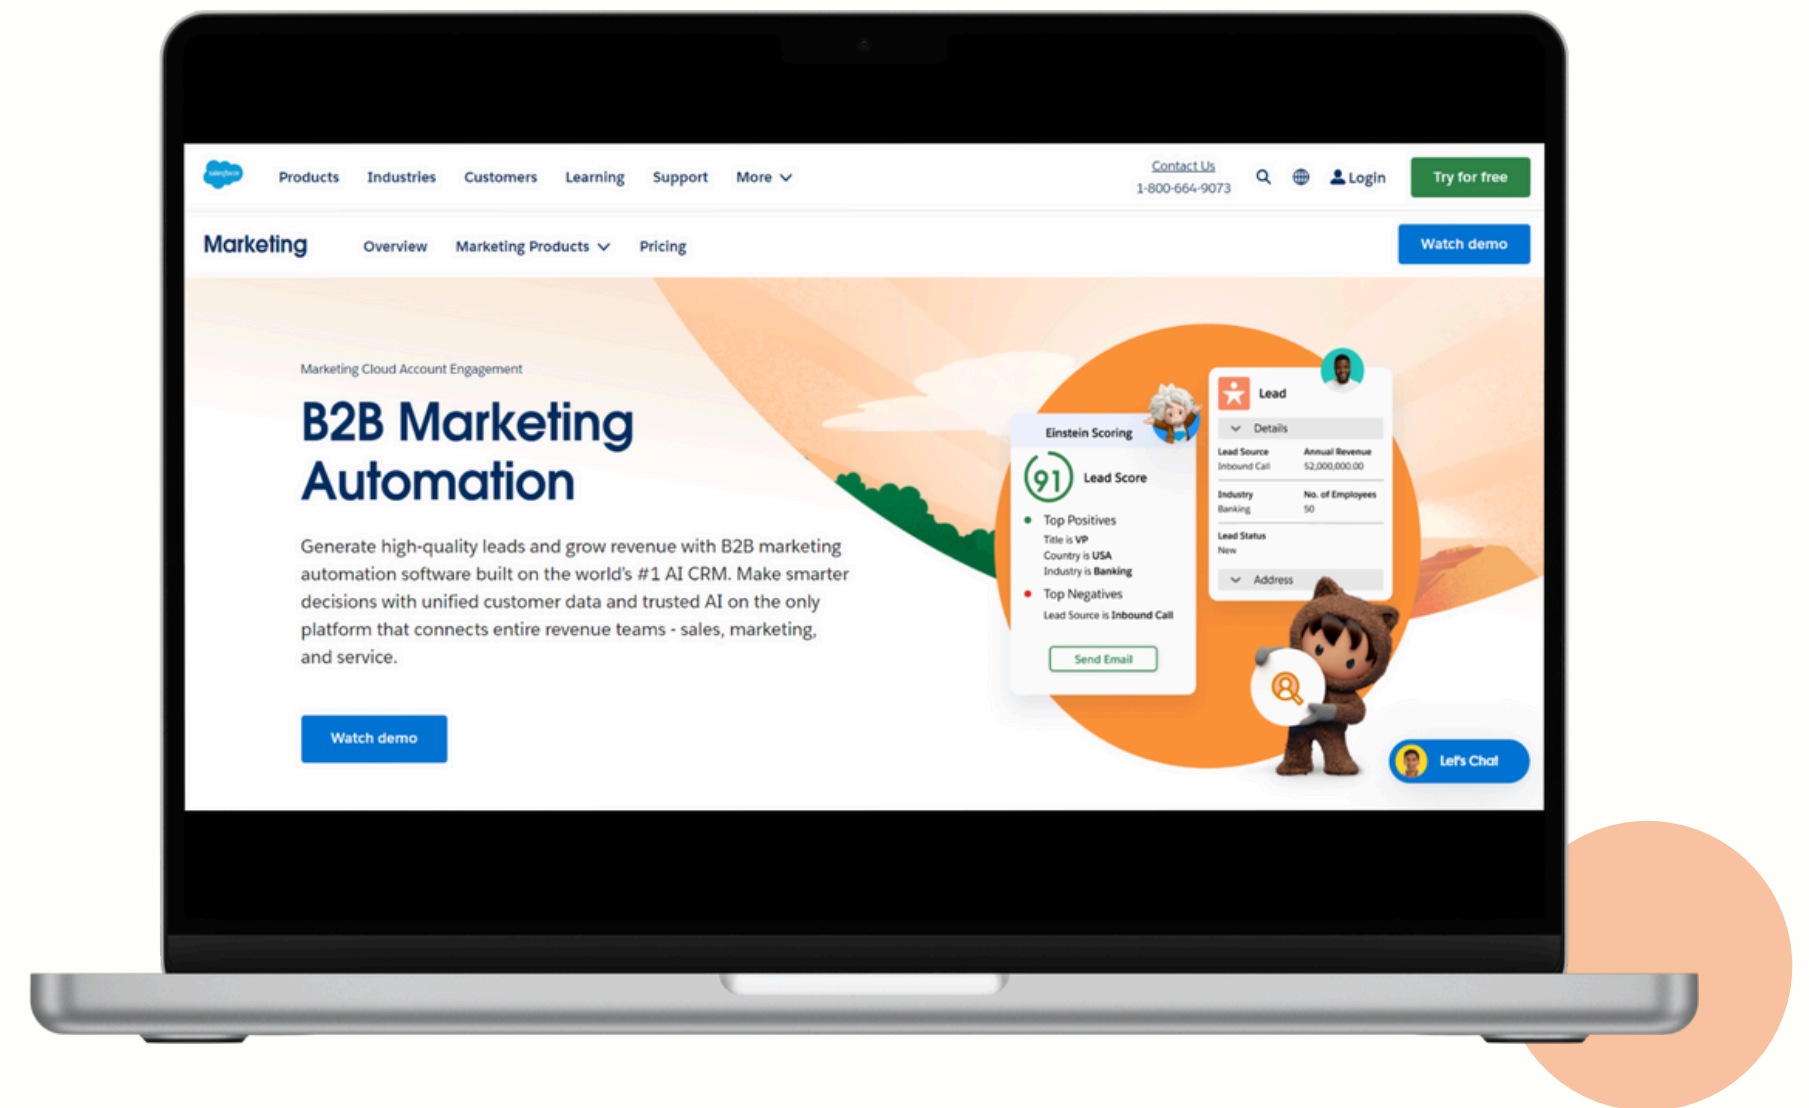 salesforce
Products Industries Customers Learning Support More
Contact Us
1-800-664-9073
Login
Try for free
Marketing
Overview Marketing Products Pricing
Watch demo
Marketing Cloud Account Engagement
B2B Marketing
Automation
Generate high-quality leads and grow revenue with B2B marketing
automation software built on the world's #1 AI CRM. Make smarter
decisions with unified customer data and trusted AI on the only
platform that connects entire revenue teams - sales, marketing,
and service.
Watch demo
Einstein Scoring
91 Lead Score
Top Positives
Title is VP
Country is USA
Industry is Banking
Top Negatives
Lead Source is Inbound Call
Send Email
Lead
Details
Lead Source Annual Revenue
Inbound Call $2,000,000.00
Industry No. of Employees
Banking 50
Lead Status
New
Address
Let's Chat